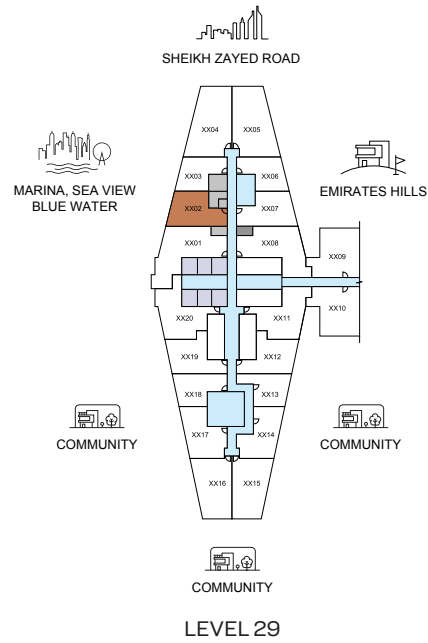 SHEIKH ZAYED ROAD
XX04 XX05
MARINA, SEA VIEW
BLUE WATER
EMIRATES HILLS
XX03 XX06
XX02 XX07
XX01 XX08
XX09
XX10
XX20 XX11
XX19 XX12
XX18 XX13
XX17 XX14
COMMUNITY
COMMUNITY
XX16 XX15
COMMUNITY
LEVEL 29